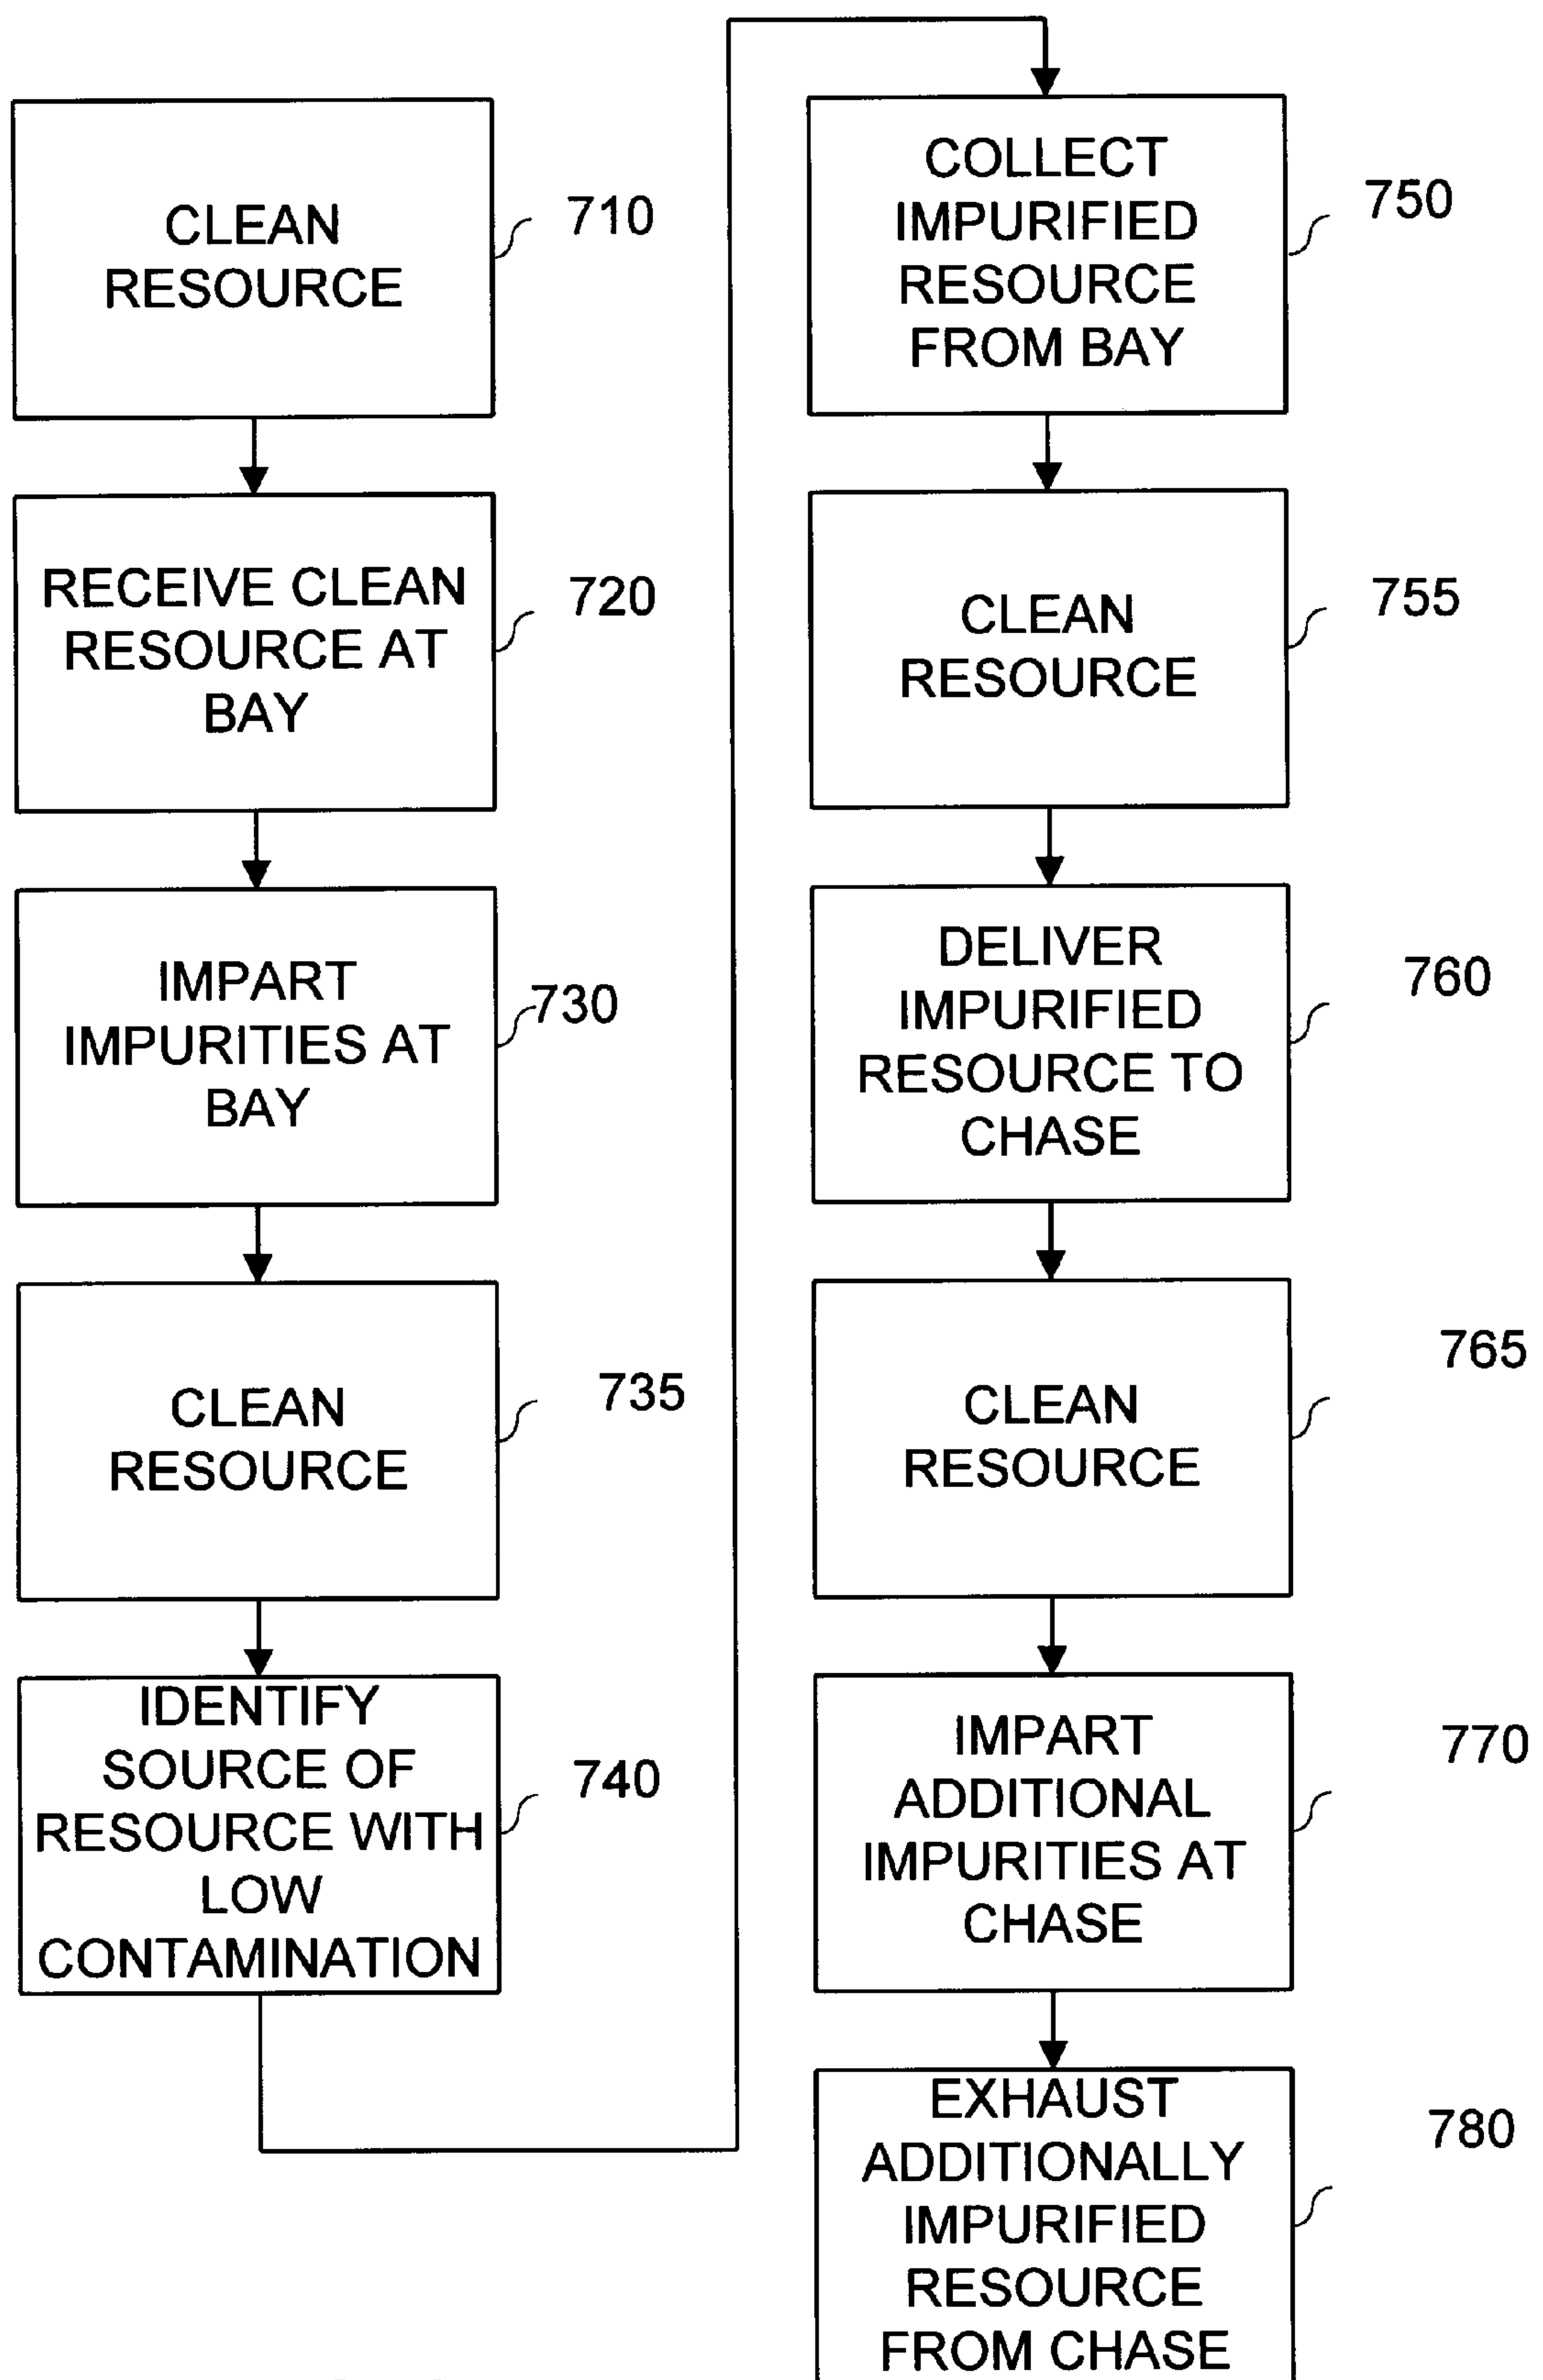 CLEAN
RESOURCE
710
RECEIVE CLEAN
RESOURCE AT
BAY
720
IMPART
IMPURITIES AT
BAY
730
CLEAN
RESOURCE
735
IDENTIFY
SOURCE OF
RESOURCE WITH
LOW
CONTAMINATION
740
COLLECT
IMPURIFIED
RESOURCE
FROM BAY
750
CLEAN
RESOURCE
755
DELIVER
IMPURIFIED
RESOURCE TO
CHASE
760
CLEAN
RESOURCE
765
IMPART
ADDITIONAL
IMPURITIES AT
CHASE
770
EXHAUST
ADDITIONALLY
IMPURIFIED
RESOURCE
FROM CHASE
780